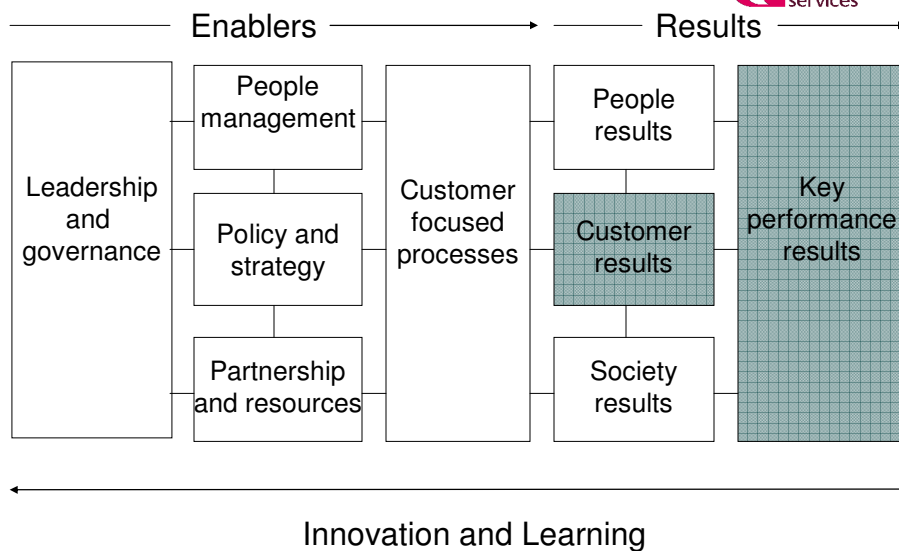 services
Enablers
Results
Leadership
and
governance
People
management
Policy and
strategy
Partnership
and resources
Customer
focused
processes
People
results
Customer
results
Society
results
Key
performance
results
Innovation and Learning